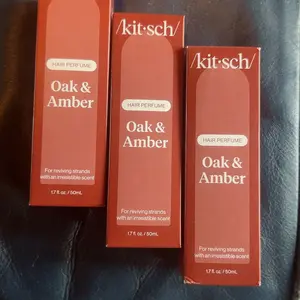 HAIR PERFUME
Oak &
Amber
For reviving strands
with an irresistible scent
1.7 fl. oz. / 50mL
/kit·sch/
HAIR PERFUME
Oak &
Amber
For reviving strands
with an irresistible scent
1.7 fl. oz. / 50mL
/kit·sch/
HAIR PERFUME
Oak &
Amber
For reviving strands
with an irresistible scent
1.7 fl. oz. / 50mL